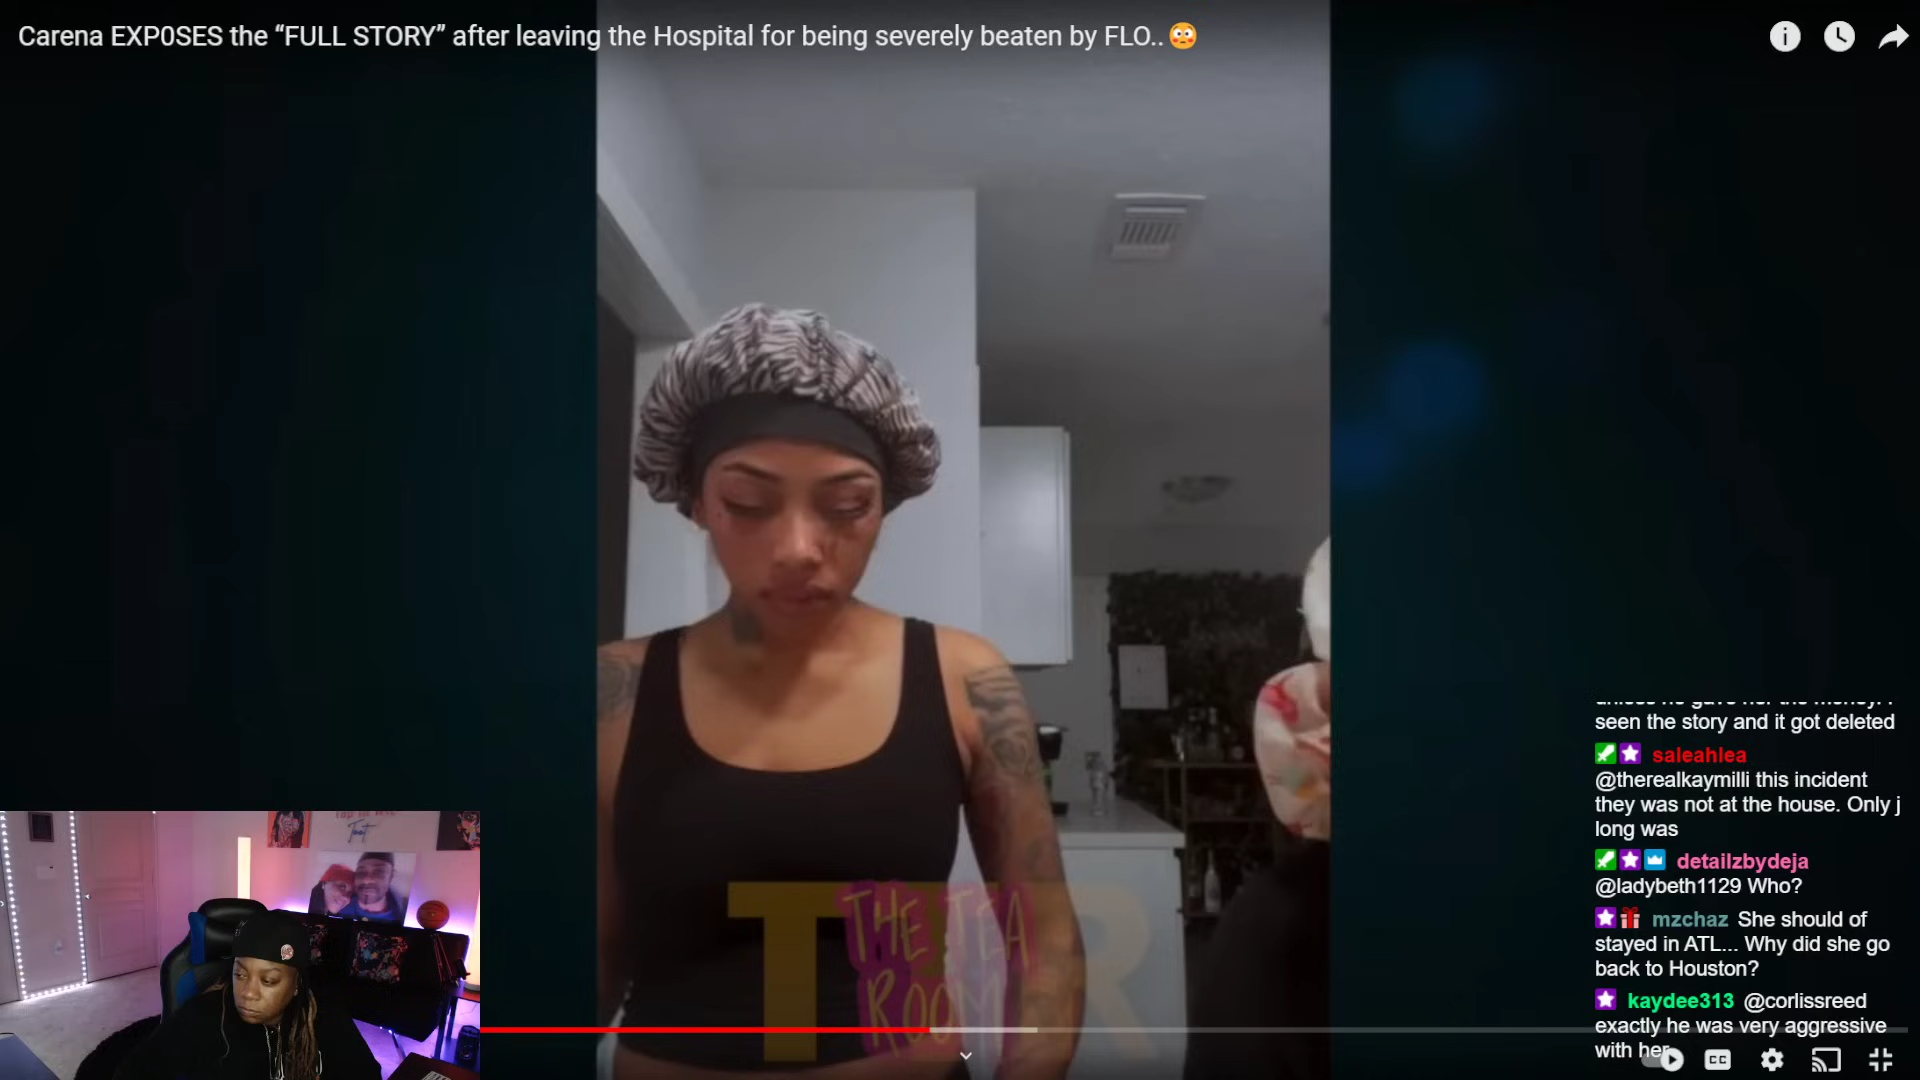 Carena EXP0SES the “FULL STORY” after leaving the Hospital for being severely beaten by FLO..😳
seen the story and it got deleted
saleahlea
@therealkaymilli this incident
they was not at the house. Only j
long was
detailzbydeja
@ladybeth1129 Who?
mzchaz She should of
stayed in ATL... Why did she go
back to Houston?
kaydee313 @corlissreed
exactly he was very aggressive
with her
THE TEA
ROOM
T R
CC